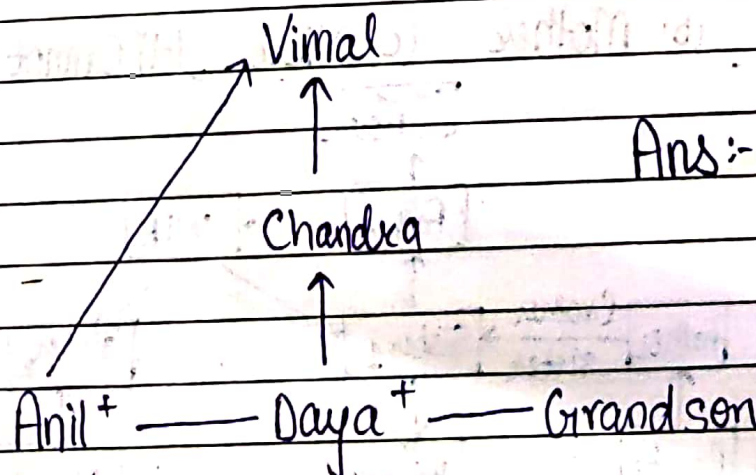 Vimal
Ans:-
Chandra
Anil+ — Daya+ — Grandson